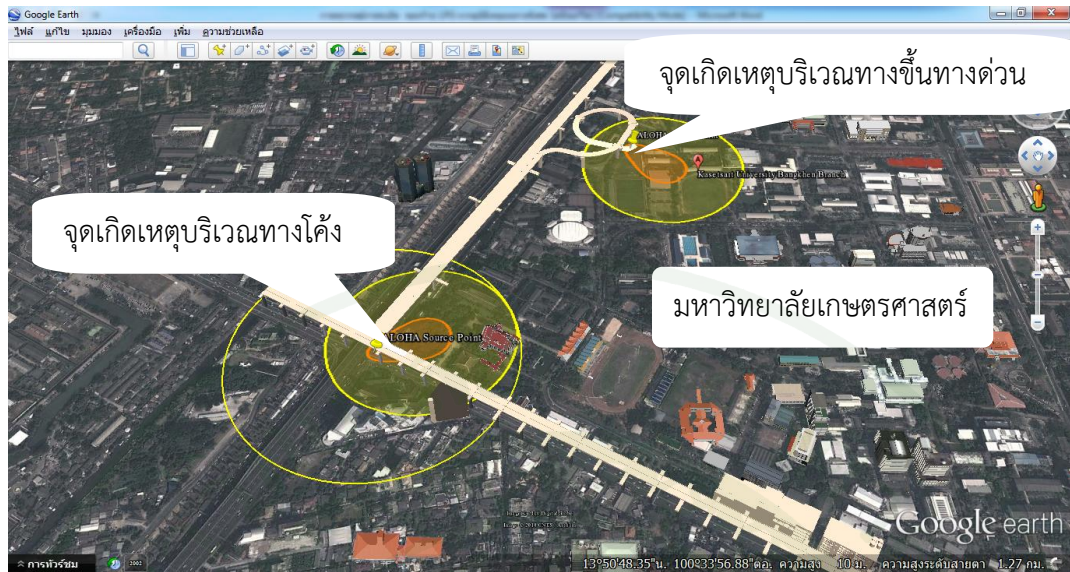 Google Earth
ไฟล์ แก้ไข มุมมอง เครื่องมือ เพิ่ม ความช่วยเหลือ
จุดเกิดเหตุบริเวณทางขึ้นทางด่วน
ALOHA
A
Kasetsart University Bangkhen Branch
จุดเกิดเหตุบริเวณทางโค้ง
มหาวิทยาลัยเกษตรศาสตร์
ALOHA Source Point
Google earth
การทัวร์ชม 2002 13°50'48.35"น. 100°33'56.88"ตอ. ความสูง 10 ม. ความสูงระดับสายตา 1.27 กม.